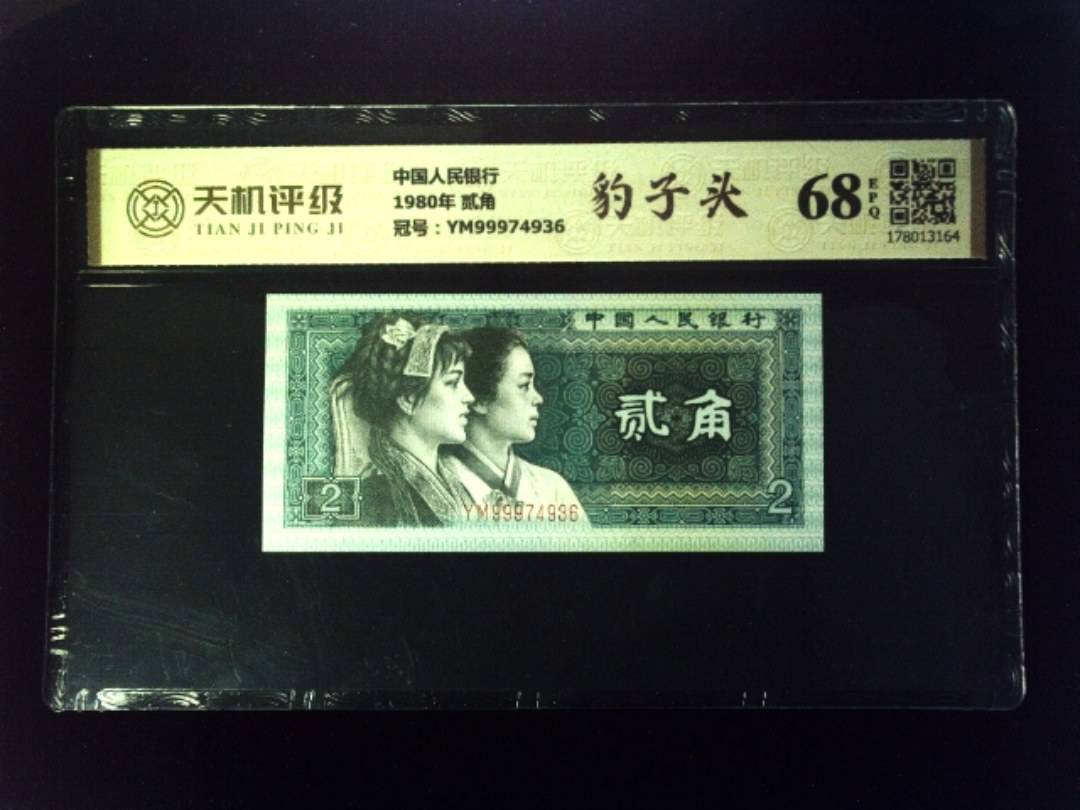 天机评级
TIAN JI PING JI
中国人民银行
1980年 贰角
冠号：YM99974936
豹子头
68
EPQ
178013164
中国人民银行
贰角
2
YM99974936
2